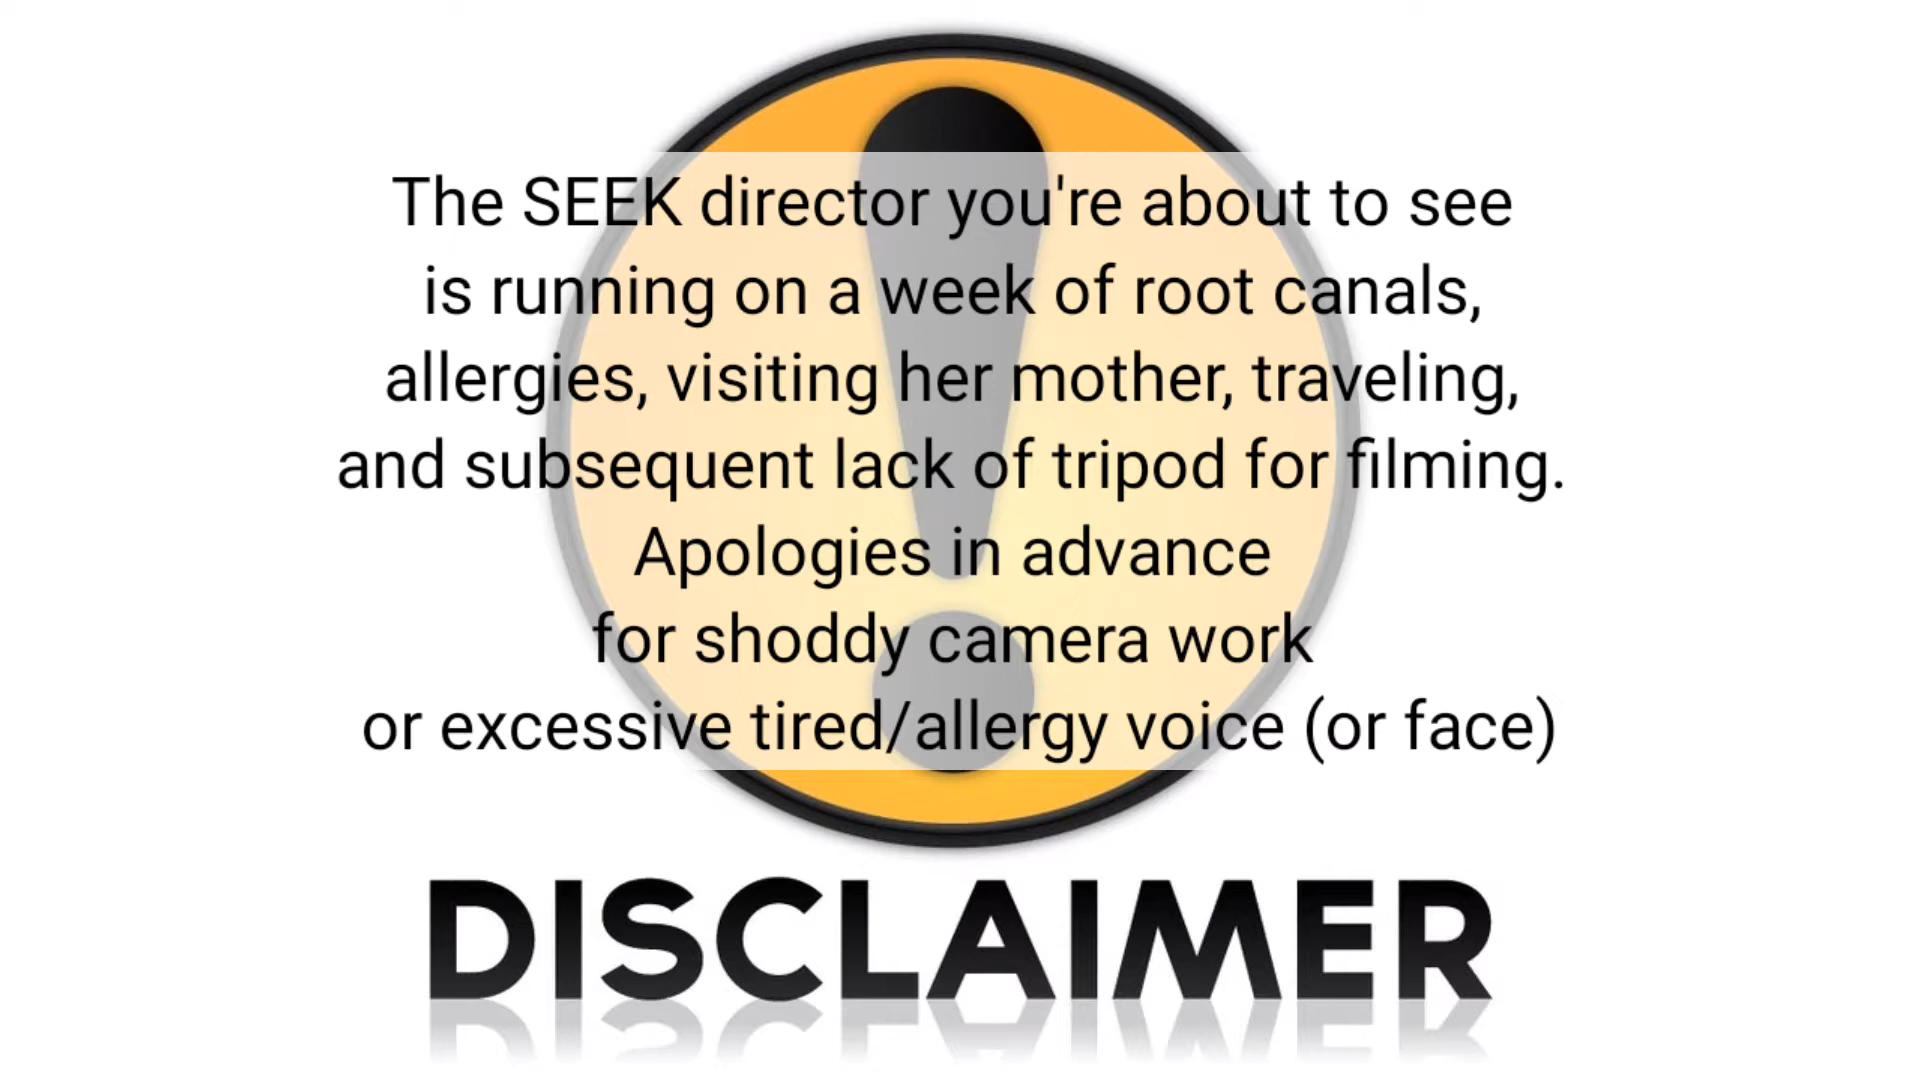 The SEEK director you're about to see
is running on a week of root canals,
allergies, visiting her mother, traveling,
and subsequent lack of tripod for filming.
Apologies in advance
for shoddy camera work
or excessive tired/allergy voice (or face)
DISCLAIMER